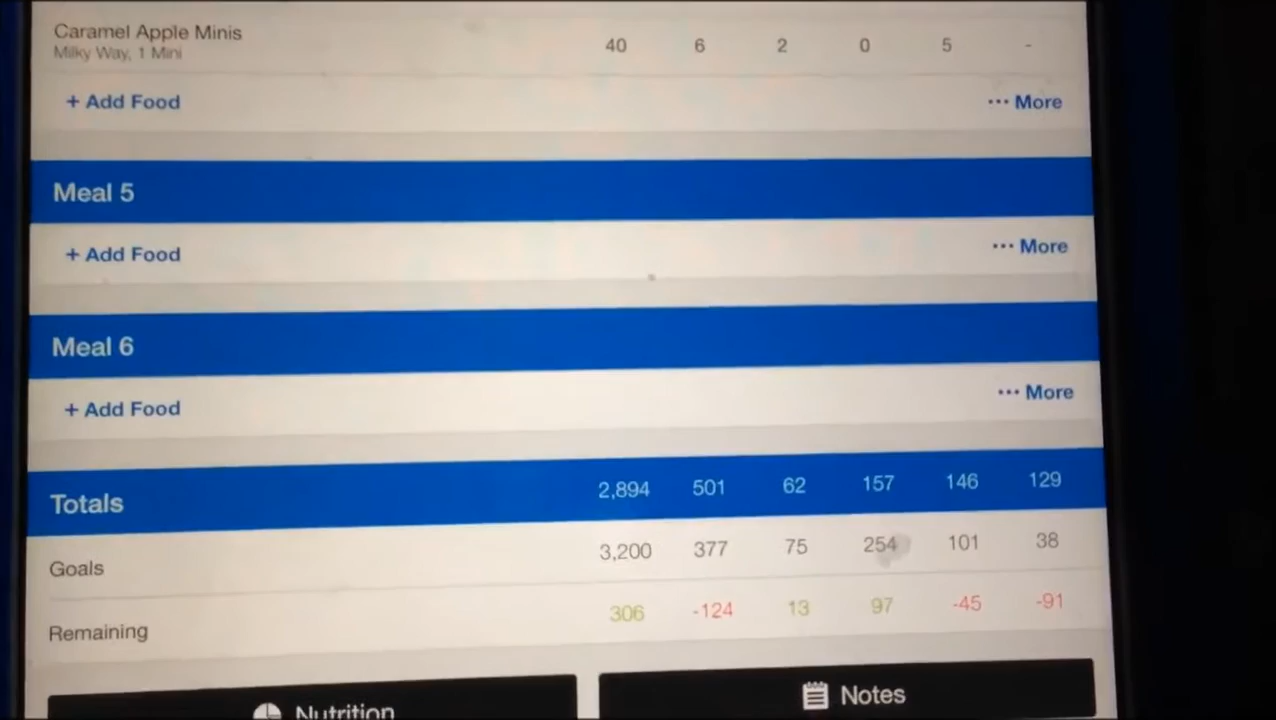 Caramel Apple Minis 40 6 2 0 5 -
Milky Way, 1 Mini
+ Add Food ••• More
Meal 5
+ Add Food ••• More
Meal 6
+ Add Food ••• More
Totals 2,894 501 62 157 146 129
Goals 3,200 377 75 254 101 38
Remaining 306 -124 13 97 -45 -91
Nutrition Notes